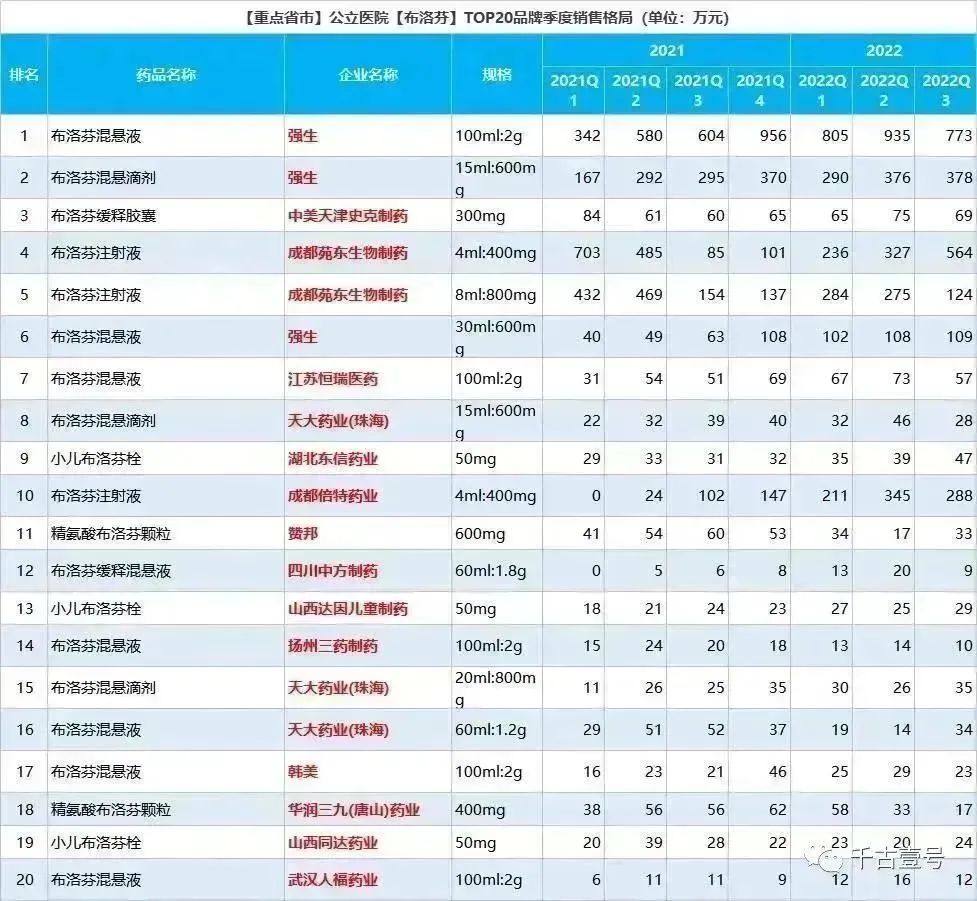 【重点省市】公立医院【布洛芬】TOP20品牌季度销售格局 (单位：万元)
排名 药品名称 企业名称 规格 2021 2022
2021Q1 2021Q2 2021Q3 2021Q4 2022Q1 2022Q2 2022Q3
1 布洛芬混悬液 强生 100ml:2g 342 580 604 956 805 935 773
2 布洛芬混悬滴剂 强生 15ml:600mg 167 292 295 370 290 376 378
3 布洛芬缓释胶囊 中美天津史克制药 300mg 84 61 60 65 65 75 69
4 布洛芬注射液 成都苑东生物制药 4ml:400mg 703 485 85 101 236 327 564
5 布洛芬注射液 成都苑东生物制药 8ml:800mg 432 469 154 137 284 275 124
6 布洛芬混悬液 强生 30ml:600mg 40 49 63 108 102 108 109
7 布洛芬混悬液 江苏恒瑞医药 100ml:2g 31 54 51 69 67 73 57
8 布洛芬混悬滴剂 天大药业(珠海) 15ml:600mg 22 32 39 40 32 46 28
9 小儿布洛芬栓 湖北东信药业 50mg 29 33 31 32 35 39 47
10 布洛芬注射液 成都倍特药业 4ml:400mg 0 24 102 147 211 345 288
11 精氨酸布洛芬颗粒 赞邦 600mg 41 54 60 53 34 17 33
12 布洛芬缓释混悬液 四川中方制药 60ml:1.8g 0 5 6 8 13 20 9
13 小儿布洛芬栓 山西达因儿童制药 50mg 18 21 24 23 27 25 29
14 布洛芬混悬液 扬州三药制药 100ml:2g 15 24 20 18 13 14 10
15 布洛芬混悬滴剂 天大药业(珠海) 20ml:800mg 11 26 25 35 30 26 35
16 布洛芬混悬液 天大药业(珠海) 60ml:1.2g 29 51 52 37 19 14 34
17 布洛芬混悬液 韩美 100ml:2g 16 23 21 46 25 29 23
18 精氨酸布洛芬颗粒 华润三九(唐山)药业 400mg 38 56 56 62 58 33 17
19 小儿布洛芬栓 山西同达药业 50mg 20 39 28 22 23 20 24
20 布洛芬混悬液 武汉人福药业 100ml:2g 6 11 11 9 12 16 12
千古壹号